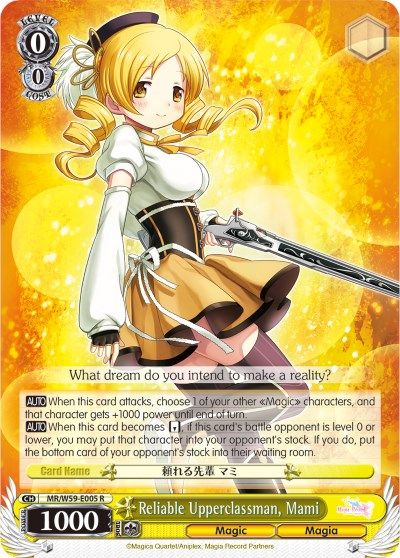 LEVEL
0
0
COST
What dream do you intend to make a reality?
AUTO When this card attacks, choose 1 of your other «Magic» characters, and
that character gets +1000 power until end of turn.
AUTO When this card becomes [ ], if this card's battle opponent is level 0 or
lower, you may put that character into your opponent's stock. If you do, put
the bottom card of your opponent's stock into their waiting room.
Card Name 頼れる先輩 マミ
CH MR/W59-E005 R
Reliable Upperclassman, Mami
1000
Magic Magia
©Magica Quartet/Aniplex, Magia Record Partners